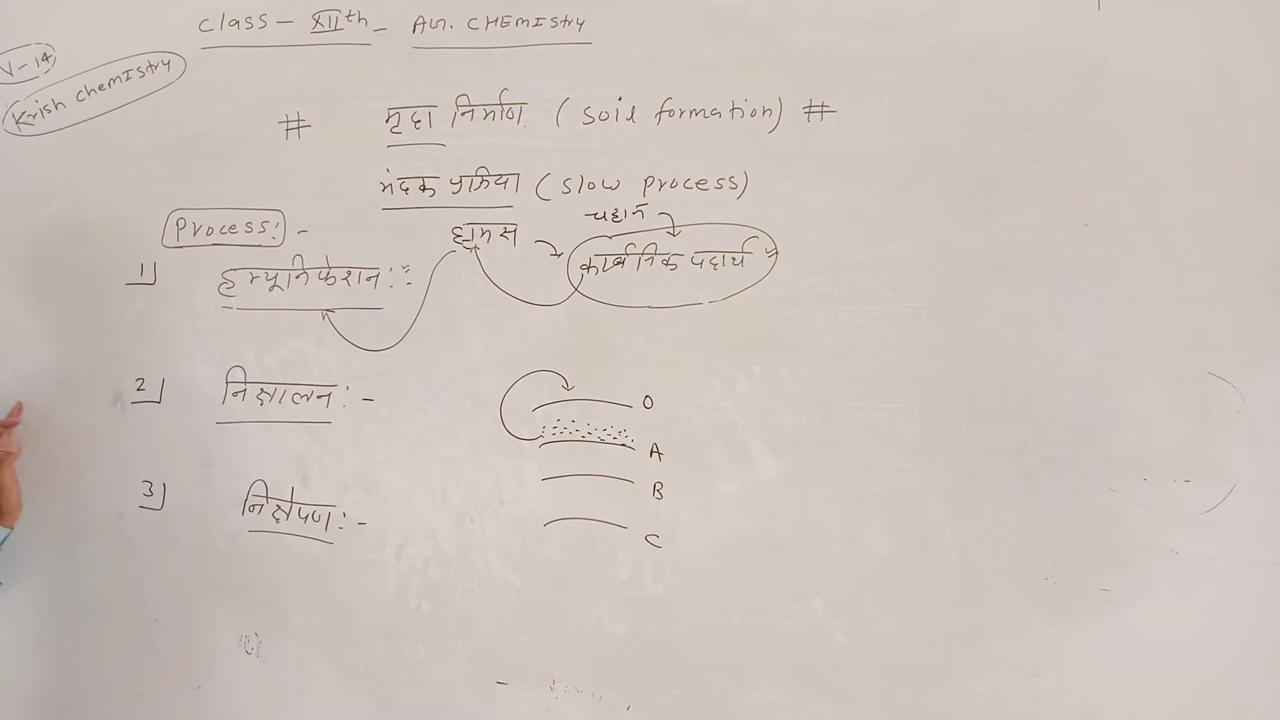 Class - XIIth - AG. CHEMISTRY
V-14
Krish Chemistry
# मृदा निर्माण (Soil formation) #
मंदक प्रक्रिया (Slow process)
Process: -
ह्युमस
चट्टान
कार्बनिक पदार्थ
1) ह्यूमिनिकेशन :-
2) निक्षालन :-
O
A
3) निक्षेपण :-
B
C